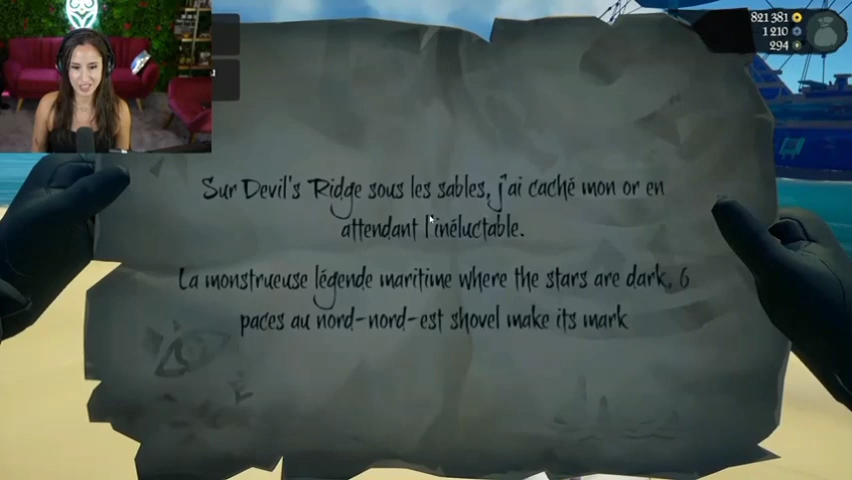 821 381
1 210
294
Sur Devil's Ridge sous les sables, j'ai caché mon or en
attendant l'inéluctable.
La monstrueuse légende maritime where the stars are dark, 6
paces au nord-nord-est shovel make its mark